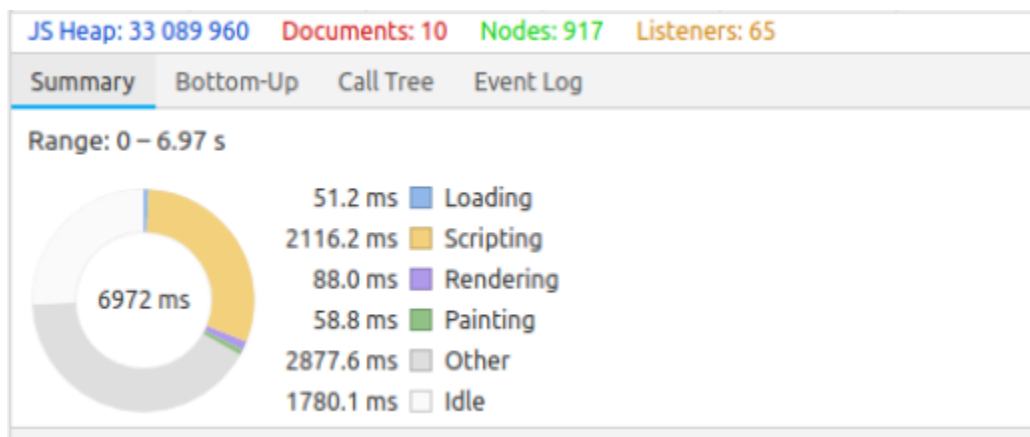 JS Heap: 33 089 960 Documents: 10 Nodes: 917 Listeners: 65
Summary Bottom-Up Call Tree Event Log
Range: 0 – 6.97 s
51.2 ms Loading
2116.2 ms Scripting
88.0 ms Rendering
6972 ms
58.8 ms Painting
2877.6 ms Other
1780.1 ms Idle